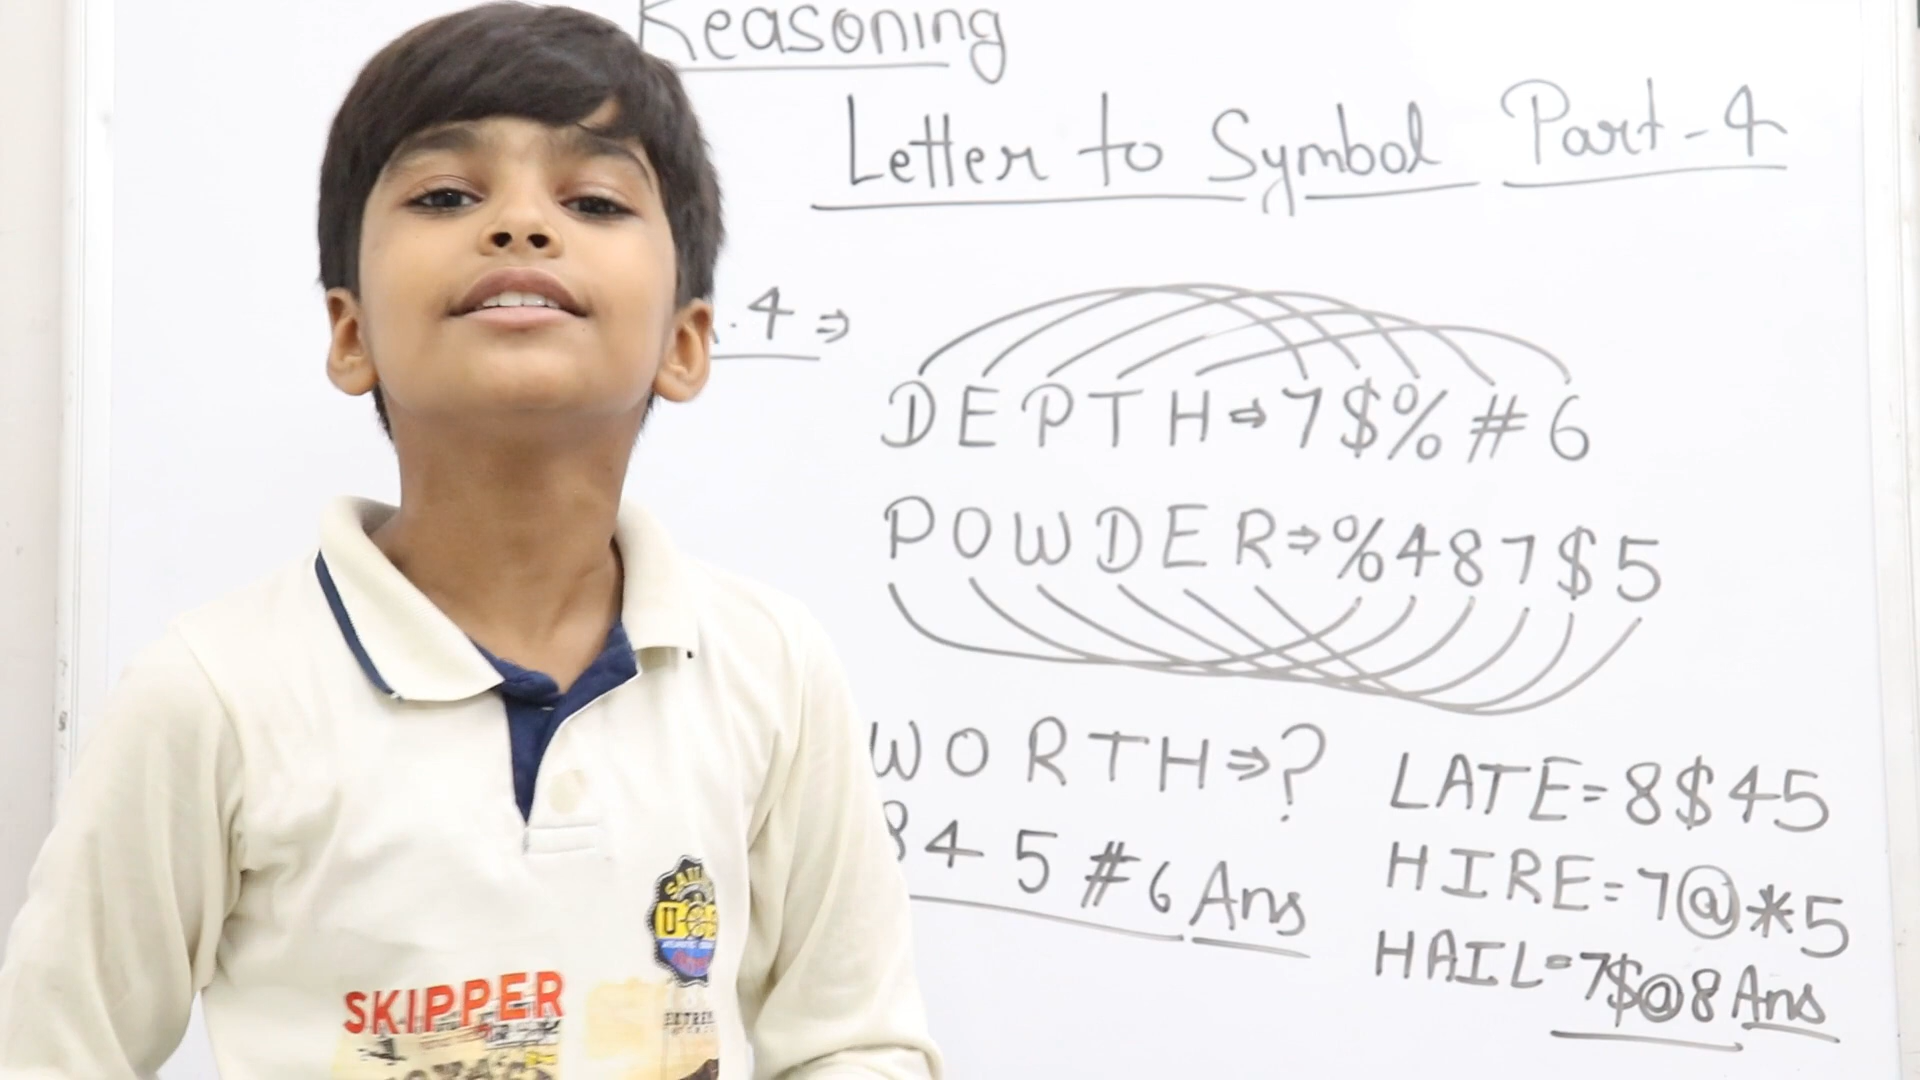 Reasoning
Letter to Symbol Part-4
.4 ⇒
DEPTH ⇒ 7$%#6
POWDER ⇒ %487$5
WORTH ⇒ ?
845#6 Ans
LATE = 8$45
HIRE = 7@*5
HAIL = 7$@8 Ans
SKIPPER